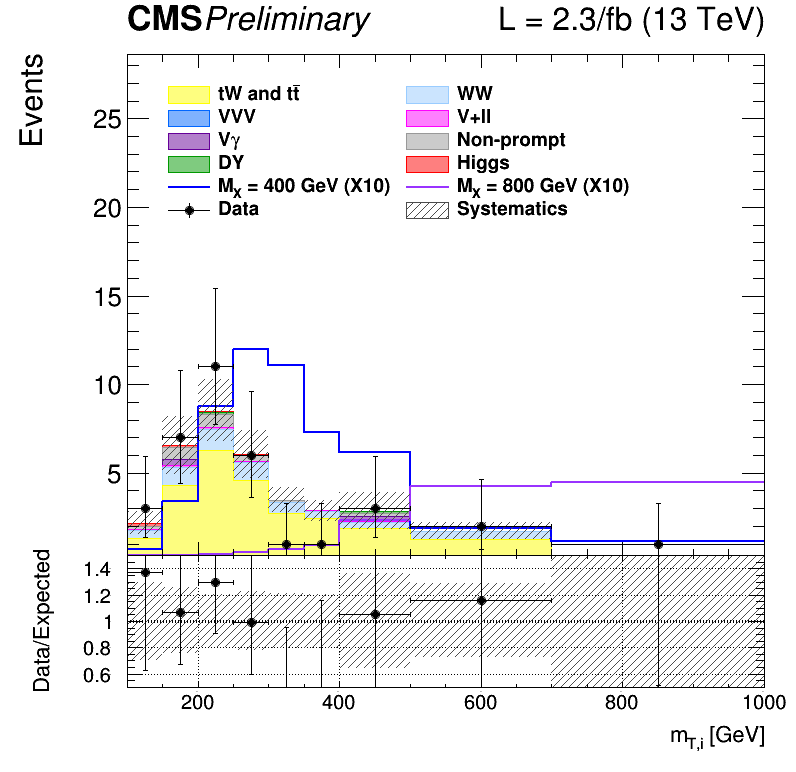 CMS Preliminary L = 2.3/fb (13 TeV)
Events
tW and tt̄ WW
VVV V+II
Vγ Non-prompt
DY Higgs
M_X = 400 GeV (X10) M_X = 800 GeV (X10)
Data Systematics
25
20
15
10
5
Data/Expected
1.4
1.2
1
0.8
0.6
200 400 600 800 1000
m_T,i [GeV]